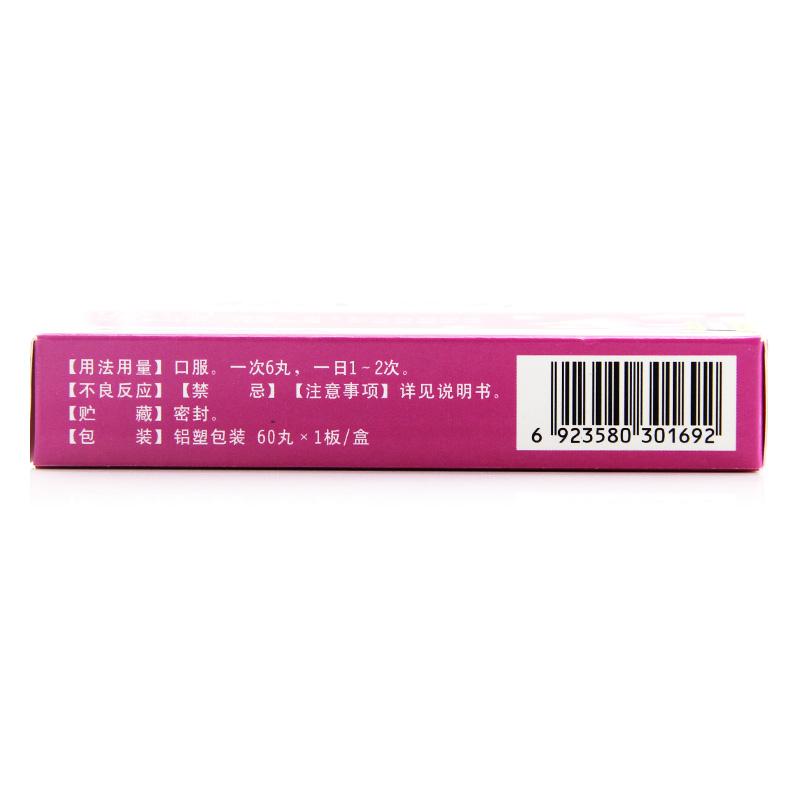 【用法用量】口服。一次6丸，一日1~2次。
【不良反应】【禁　　忌】【注意事项】详见说明书。
【贮　　藏】密封。
【包　　装】铝塑包装 60丸×1板/盒
6 923580 301692